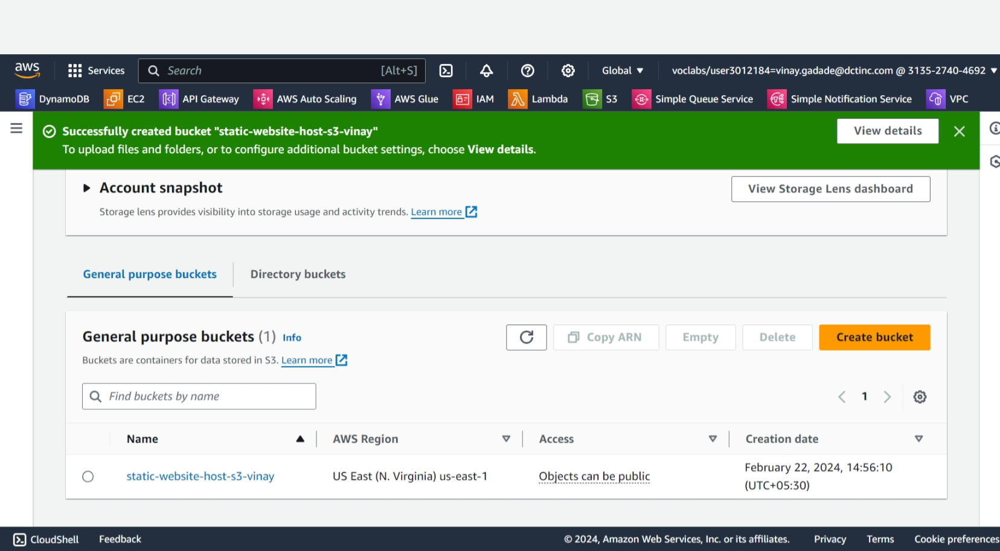 aws
Services
Search [Alt+S]
Global
voclabs/user3012184=vinay.gadade@dctinc.com @ 3135-2740-4692
DynamoDB EC2 API Gateway AWS Auto Scaling AWS Glue IAM Lambda S3 Simple Queue Service Simple Notification Service VPC
Successfully created bucket "static-website-host-s3-vinay"
To upload files and folders, or to configure additional bucket settings, choose View details.
View details
Account snapshot
View Storage Lens dashboard
Storage lens provides visibility into storage usage and activity trends. Learn more
General purpose buckets Directory buckets
General purpose buckets (1) Info
Copy ARN Empty Delete Create bucket
Buckets are containers for data stored in S3. Learn more
Find buckets by name
1
Name AWS Region Access Creation date
static-website-host-s3-vinay US East (N. Virginia) us-east-1 Objects can be public February 22, 2024, 14:56:10
(UTC+05:30)
CloudShell Feedback © 2024, Amazon Web Services, Inc. or its affiliates. Privacy Terms Cookie preferences